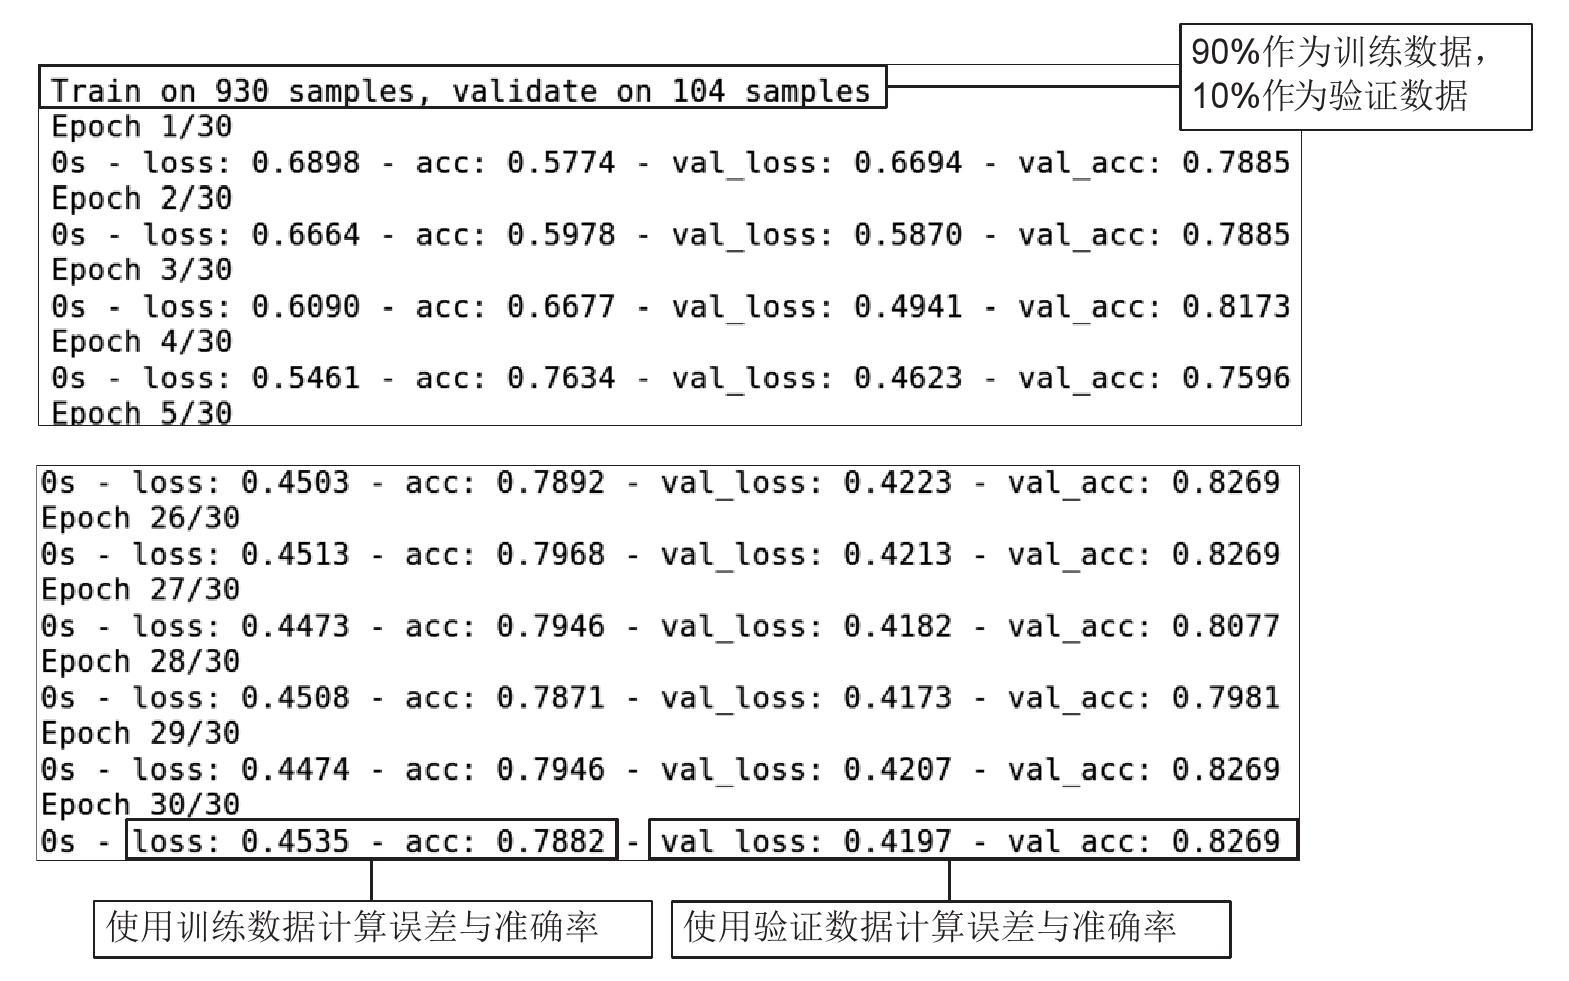 90%作为训练数据，
10%作为验证数据
Train on 930 samples, validate on 104 samples
Epoch 1/30
0s - loss: 0.6898 - acc: 0.5774 - val_loss: 0.6694 - val_acc: 0.7885
Epoch 2/30
0s - loss: 0.6664 - acc: 0.5978 - val_loss: 0.5870 - val_acc: 0.7885
Epoch 3/30
0s - loss: 0.6090 - acc: 0.6677 - val_loss: 0.4941 - val_acc: 0.8173
Epoch 4/30
0s - loss: 0.5461 - acc: 0.7634 - val_loss: 0.4623 - val_acc: 0.7596
Epoch 5/30
0s - loss: 0.4503 - acc: 0.7892 - val_loss: 0.4223 - val_acc: 0.8269
Epoch 26/30
0s - loss: 0.4513 - acc: 0.7968 - val_loss: 0.4213 - val_acc: 0.8269
Epoch 27/30
0s - loss: 0.4473 - acc: 0.7946 - val_loss: 0.4182 - val_acc: 0.8077
Epoch 28/30
0s - loss: 0.4508 - acc: 0.7871 - val_loss: 0.4173 - val_acc: 0.7981
Epoch 29/30
0s - loss: 0.4474 - acc: 0.7946 - val_loss: 0.4207 - val_acc: 0.8269
Epoch 30/30
0s - loss: 0.4535 - acc: 0.7882 - val loss: 0.4197 - val acc: 0.8269
使用训练数据计算误差与准确率
使用验证数据计算误差与准确率